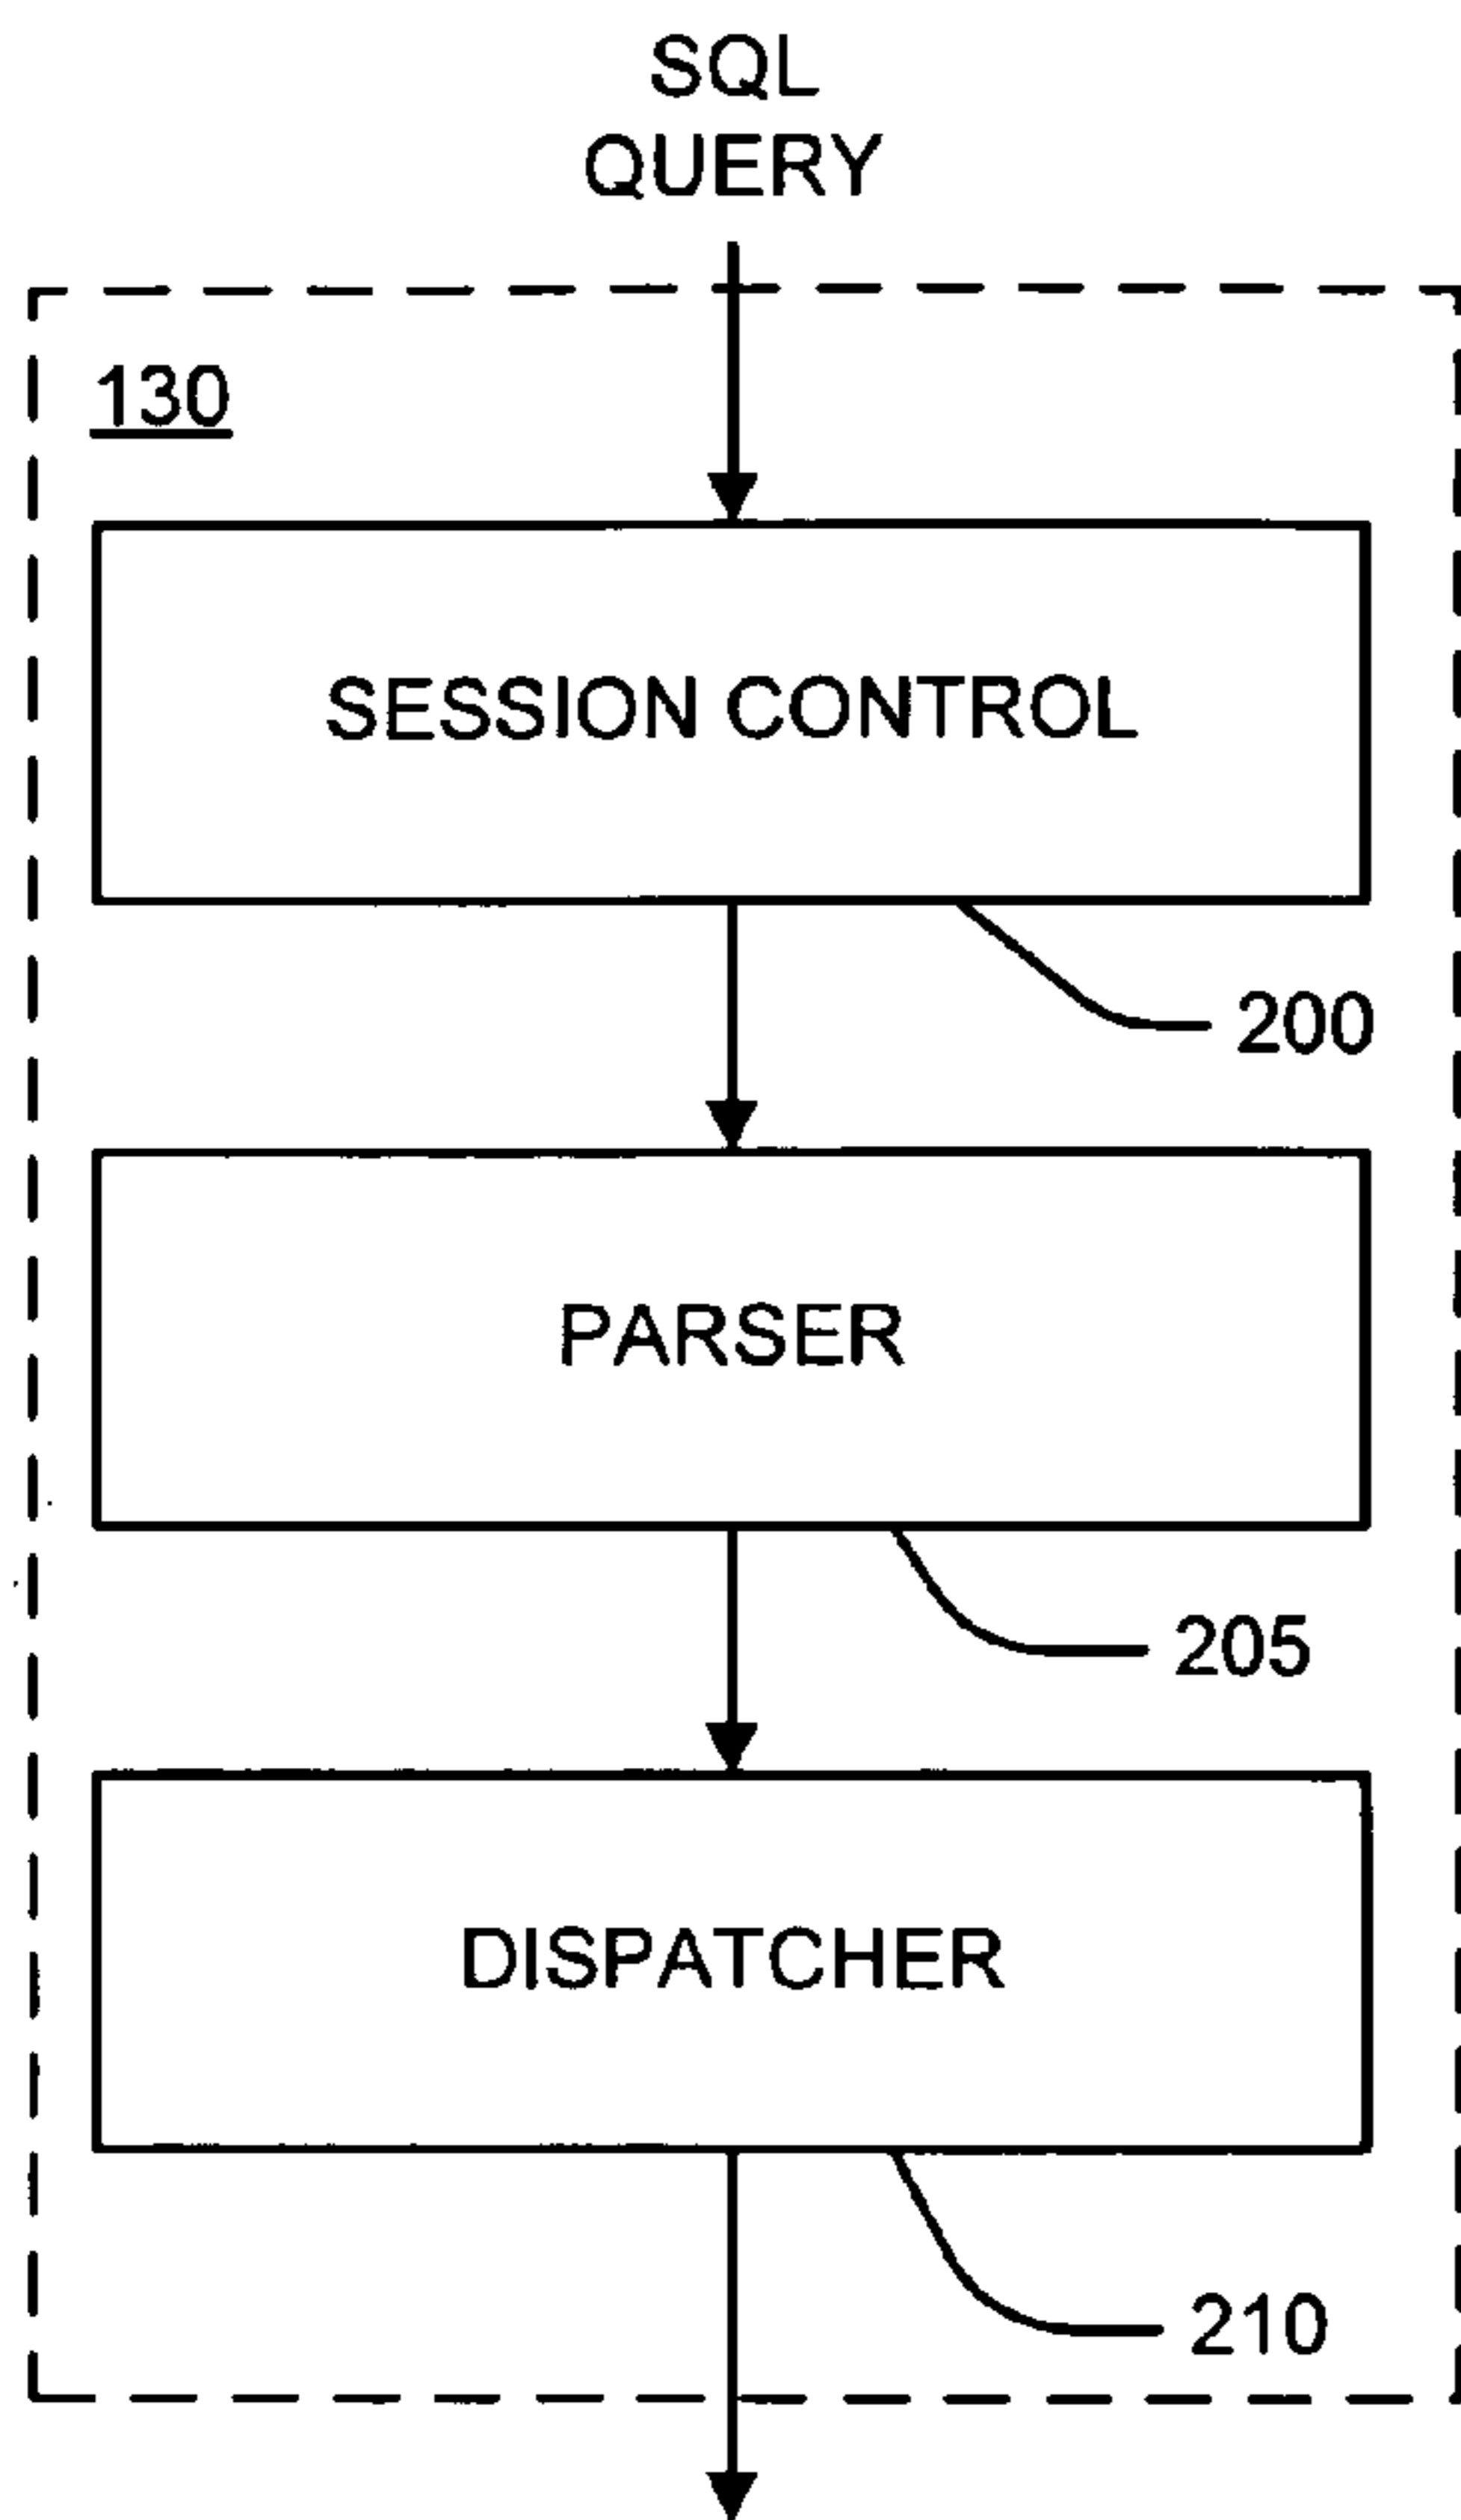 SQL
QUERY
130
SESSION CONTROL
200
PARSER
205
DISPATCHER
210